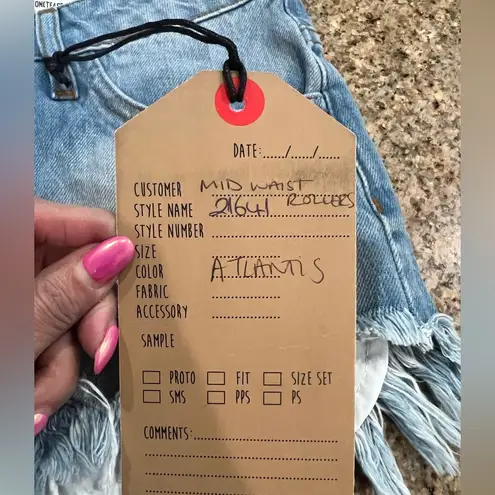 ONETEAS
DATE:....../....../......
CUSTOMER MID WAIST
STYLE NAME 21641 ROLLERS
STYLE NUMBER
SIZE
COLOR ATLANTIS
FABRIC
ACCESSORY
SAMPLE
PROTO FIT SIZE SET
SMS PPS PS
COMMENTS: